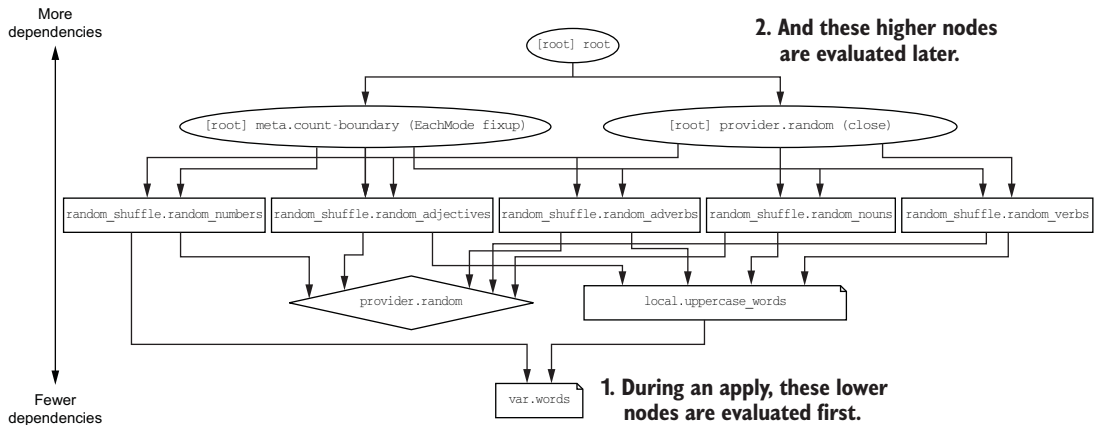 More
dependencies
2. And these higher nodes
are evaluated later.
[root] root
[root] meta.count-boundary (EachMode fixup)
[root] provider.random (close)
random_shuffle.random_numbers
random_shuffle.random_adjectives
random_shuffle.random_adverbs
random_shuffle.random_nouns
random_shuffle.random_verbs
provider.random
local.uppercase_words
var.words
1. During an apply, these lower
nodes are evaluated first.
Fewer
dependencies